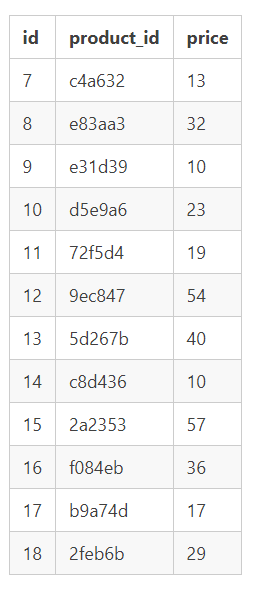 id product_id price
7 c4a632 13
8 e83aa3 32
9 e31d39 10
10 d5e9a6 23
11 72f5d4 19
12 9ec847 54
13 5d267b 40
14 c8d436 10
15 2a2353 57
16 f084eb 36
17 b9a74d 17
18 2feb6b 29